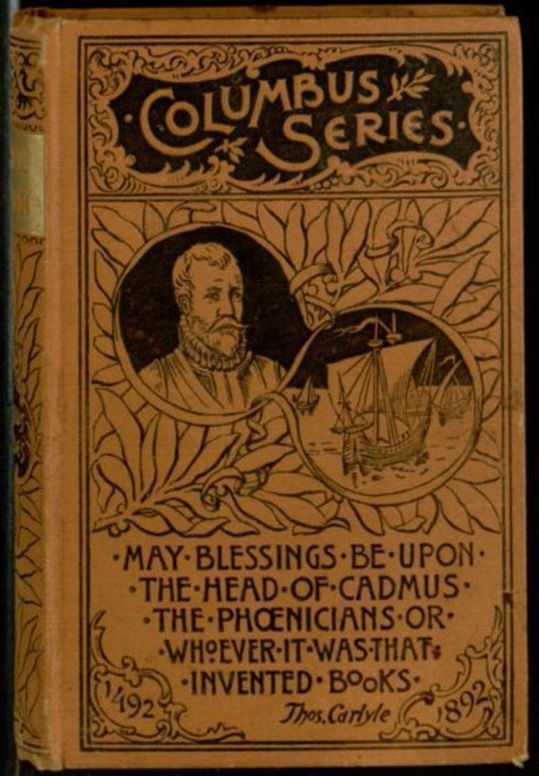 COLUMBUS
SERIES
·MAY·BLESSINGS·BE·UPON·
·THE·HEAD·OF·CADMUS·
·THE·PHŒNICIANS·OR·
·WHOEVER·IT·WAS·THAT·
·INVENTED·BOOKS·
Thos. Carlyle
1492
1892